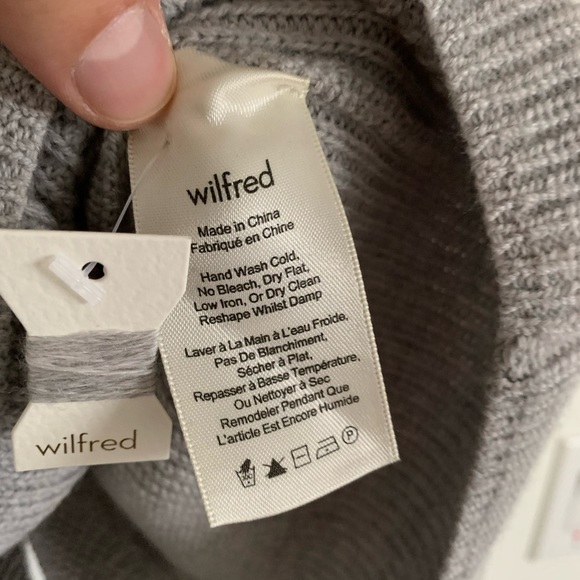 wilfred
Made in China
Fabriqué en Chine
Hand Wash Cold,
No Bleach, Dry Flat,
Low Iron, Or Dry Clean
Reshape Whilst Damp
Laver à La Main à L'eau Froide,
Pas De Blanchiment,
Sécher à Plat,
Repasser à Basse Température,
Ou Nettoyer à Sec
Remodeler Pendant Que
L'article Est Encore Humide
P
wilfred